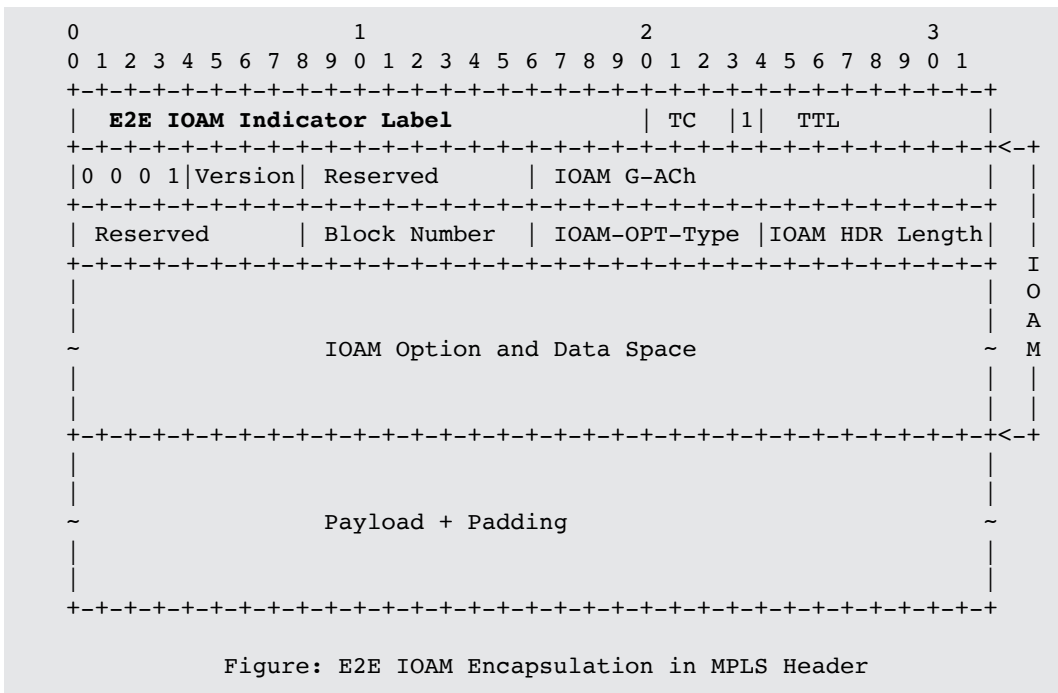 0                   1                   2                   3
0 1 2 3 4 5 6 7 8 9 0 1 2 3 4 5 6 7 8 9 0 1 2 3 4 5 6 7 8 9 0 1
+-+-+-+-+-+-+-+-+-+-+-+-+-+-+-+-+-+-+-+-+-+-+-+-+-+-+-+-+-+-+-+-+
|  E2E IOAM Indicator Label             | TC  |1|  TTL          |
+-+-+-+-+-+-+-+-+-+-+-+-+-+-+-+-+-+-+-+-+-+-+-+-+-+-+-+-+-+-+-+-+<-+
|0 0 0 1|Version| Reserved      | IOAM G-ACh                    |  |
+-+-+-+-+-+-+-+-+-+-+-+-+-+-+-+-+-+-+-+-+-+-+-+-+-+-+-+-+-+-+-+-+  |
| Reserved      | Block Number  | IOAM-OPT-Type |IOAM HDR Length|  |
+-+-+-+-+-+-+-+-+-+-+-+-+-+-+-+-+-+-+-+-+-+-+-+-+-+-+-+-+-+-+-+-+  I
|                                                               |  O
|                                                               |  A
~                 IOAM Option and Data Space                    ~  M
|                                                               |  |
|                                                               |  |
+-+-+-+-+-+-+-+-+-+-+-+-+-+-+-+-+-+-+-+-+-+-+-+-+-+-+-+-+-+-+-+-+<-+
|                                                               |
|                                                               |
~                 Payload + Padding                             ~
|                                                               |
|                                                               |
+-+-+-+-+-+-+-+-+-+-+-+-+-+-+-+-+-+-+-+-+-+-+-+-+-+-+-+-+-+-+-+-+
Figure: E2E IOAM Encapsulation in MPLS Header